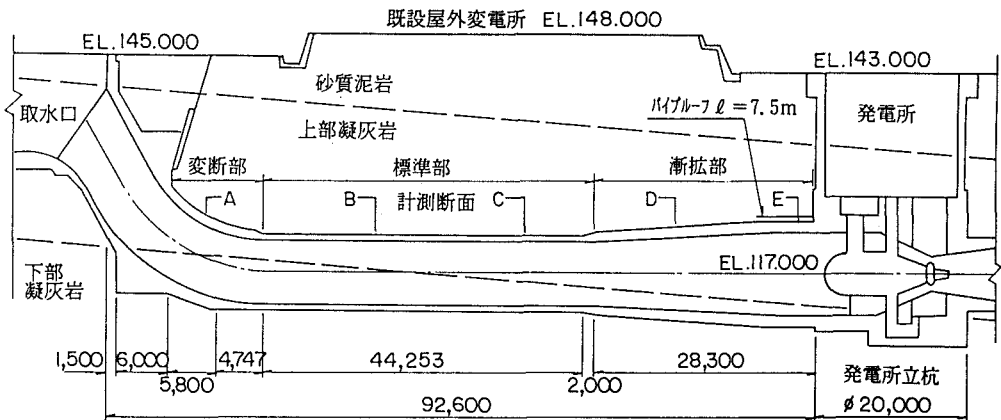 既設屋外変電所 EL.148.000
EL.145.000
EL.143.000
砂質泥岩
パイプルーフ ℓ=7.5m
取水口
発電所
上部凝灰岩
変断部
標準部
漸拡部
A
B
計測断面
C
D
E
EL.117.000
下部
凝灰岩
1,500
6,000
4,747
44,253
28,300
5,800
2,000
発電所立杭
92,600
ø20,000